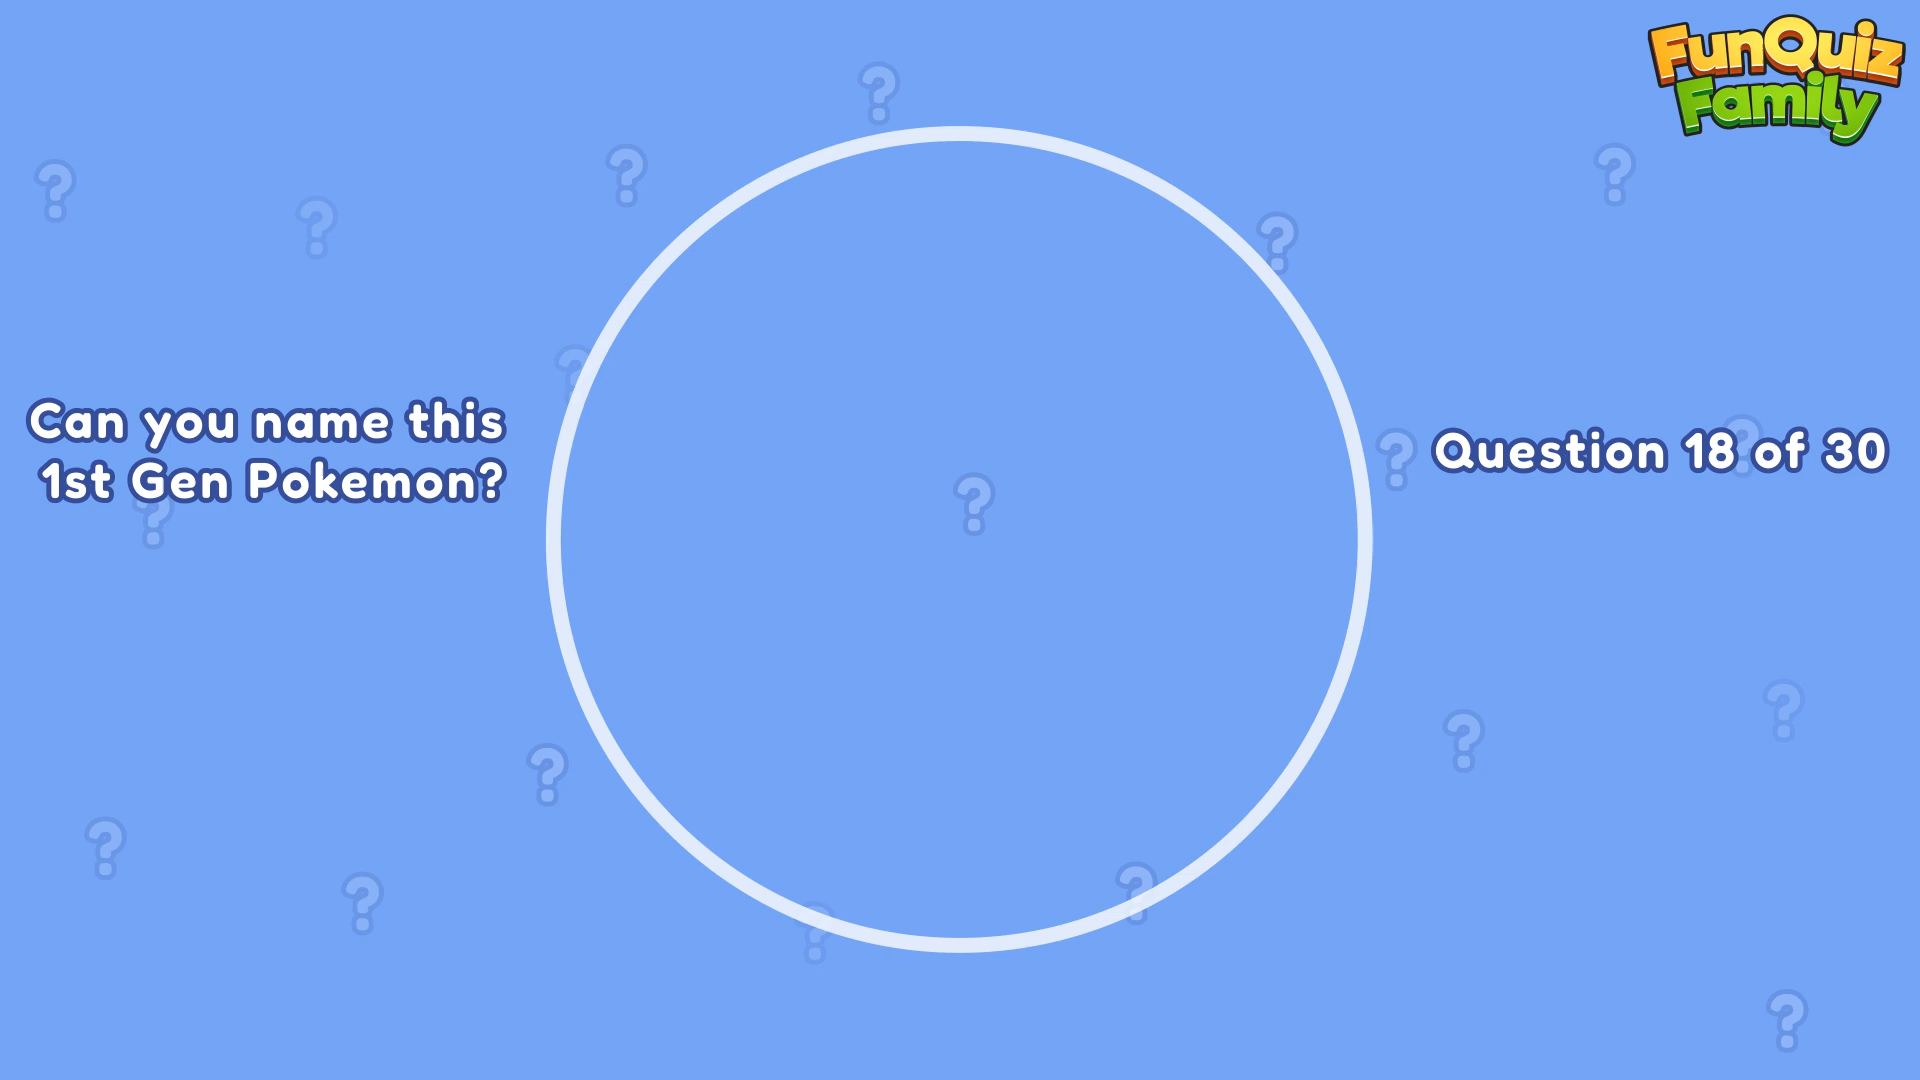 FunQuiz
Family
Can you name this
1st Gen Pokemon?
Question 18 of 30